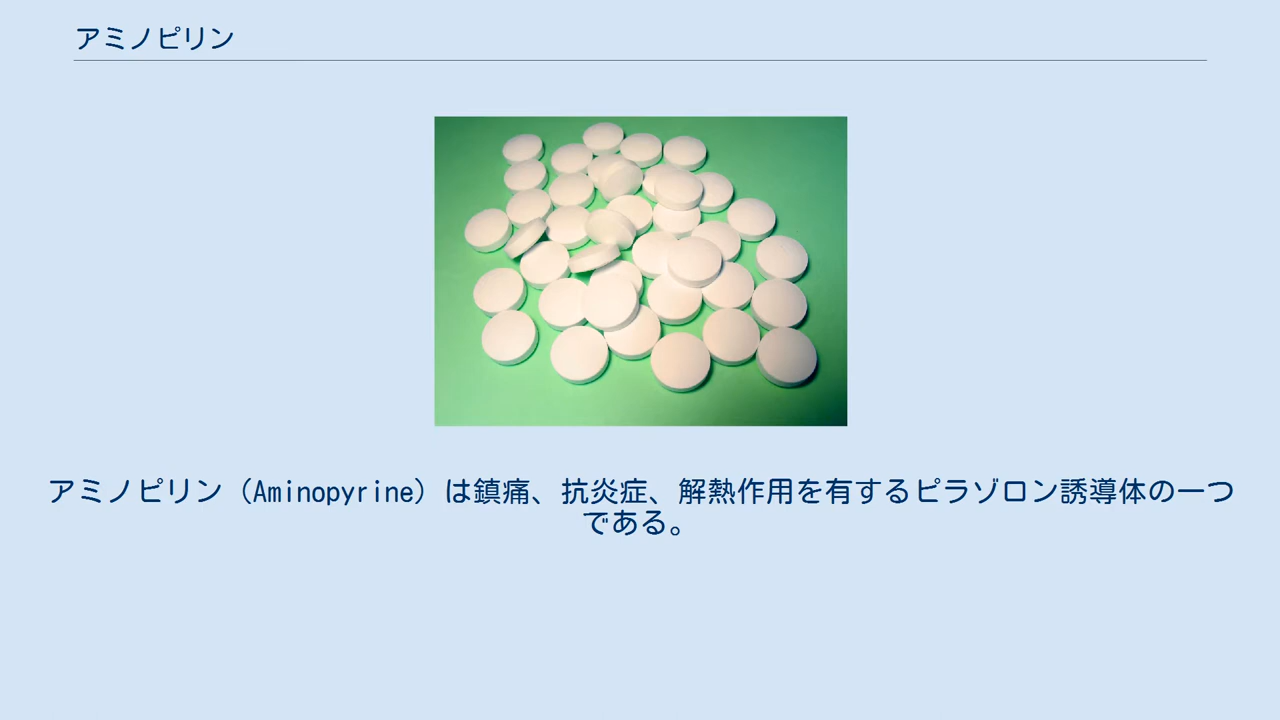 アミノピリン
アミノピリン（Aminopyrine）は鎮痛、抗炎症、解熱作用を有するピラゾロン誘導体の一つ
である。